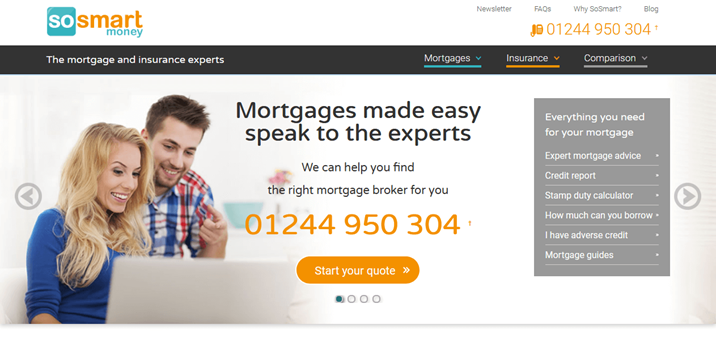 so smart
money
Newsletter FAQs Why SoSmart? Blog
01244 950 304 †
The mortgage and insurance experts
Mortgages Insurance Comparison
Mortgages made easy
speak to the experts
We can help you find
the right mortgage broker for you
01244 950 304 †
Start your quote »
Everything you need
for your mortgage
Expert mortgage advice
Credit report
Stamp duty calculator
How much can you borrow
I have adverse credit
Mortgage guides